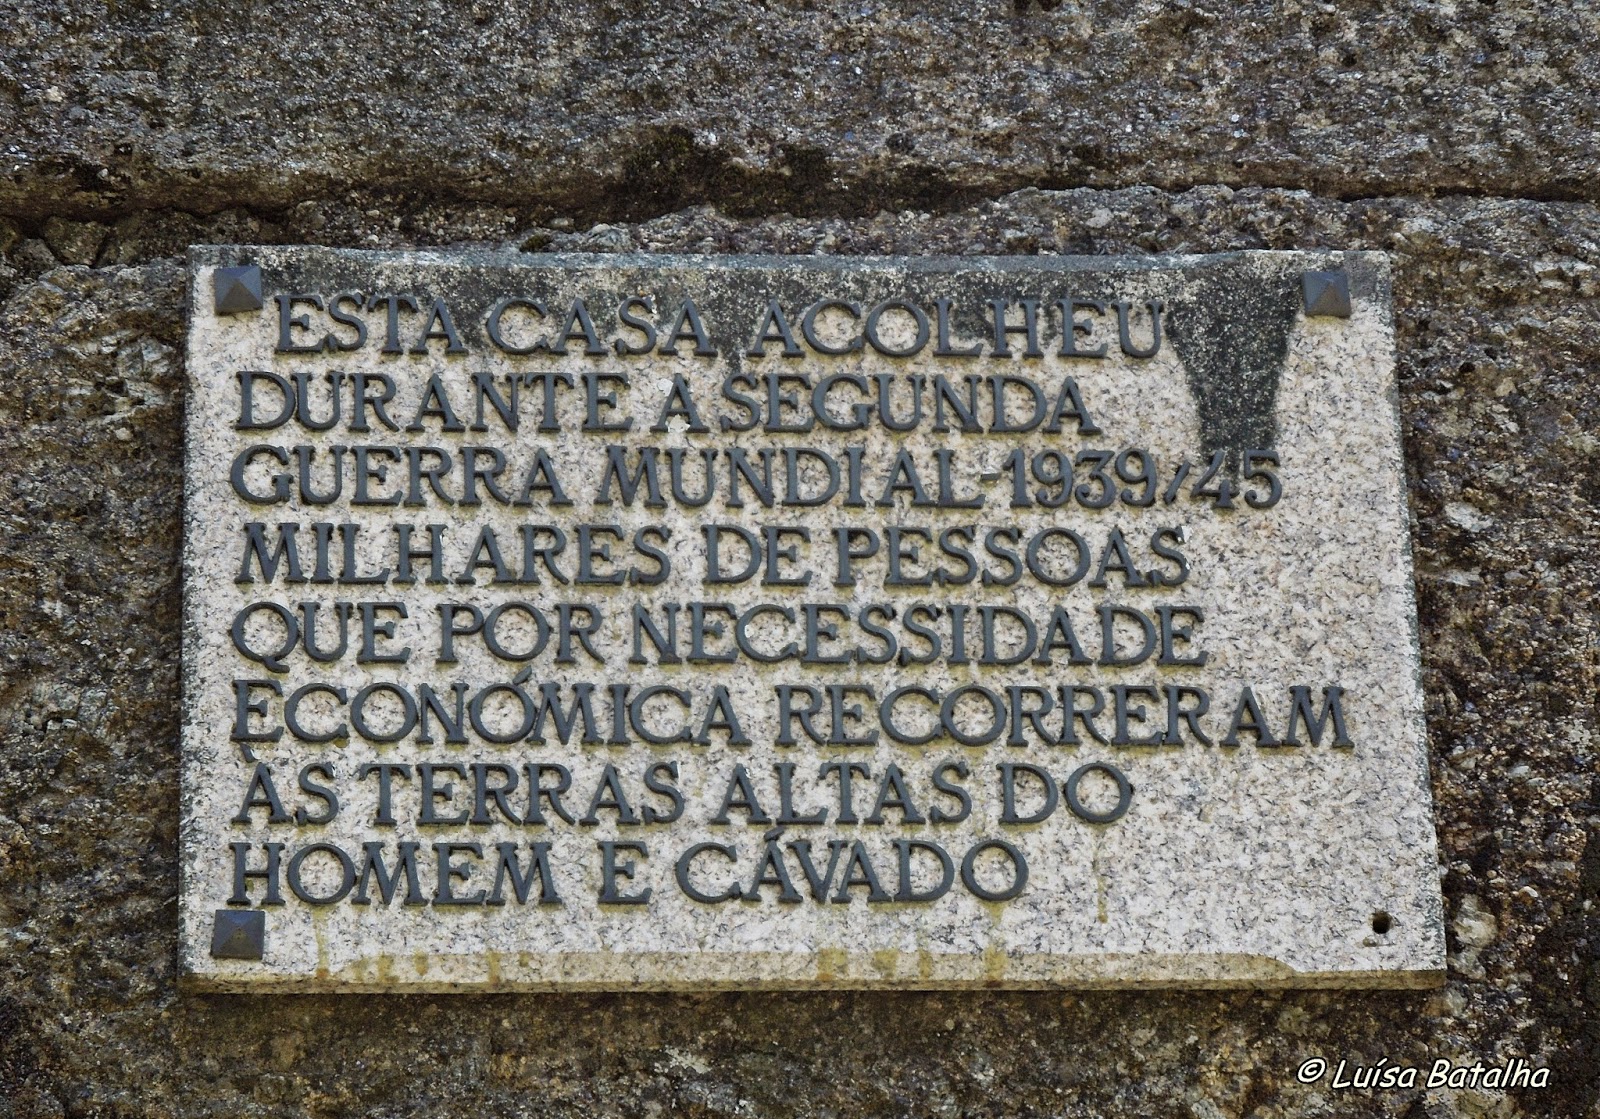 ESTA CASA ACOLHEU
DURANTE A SEGUNDA
GUERRA MUNDIAL-1939/45
MILHARES DE PESSOAS
QUE POR NECESSIDADE
ECONÓMICA RECORRERAM
ÀS TERRAS ALTAS DO
HOMEM E CÁVADO
© Luísa Batalha